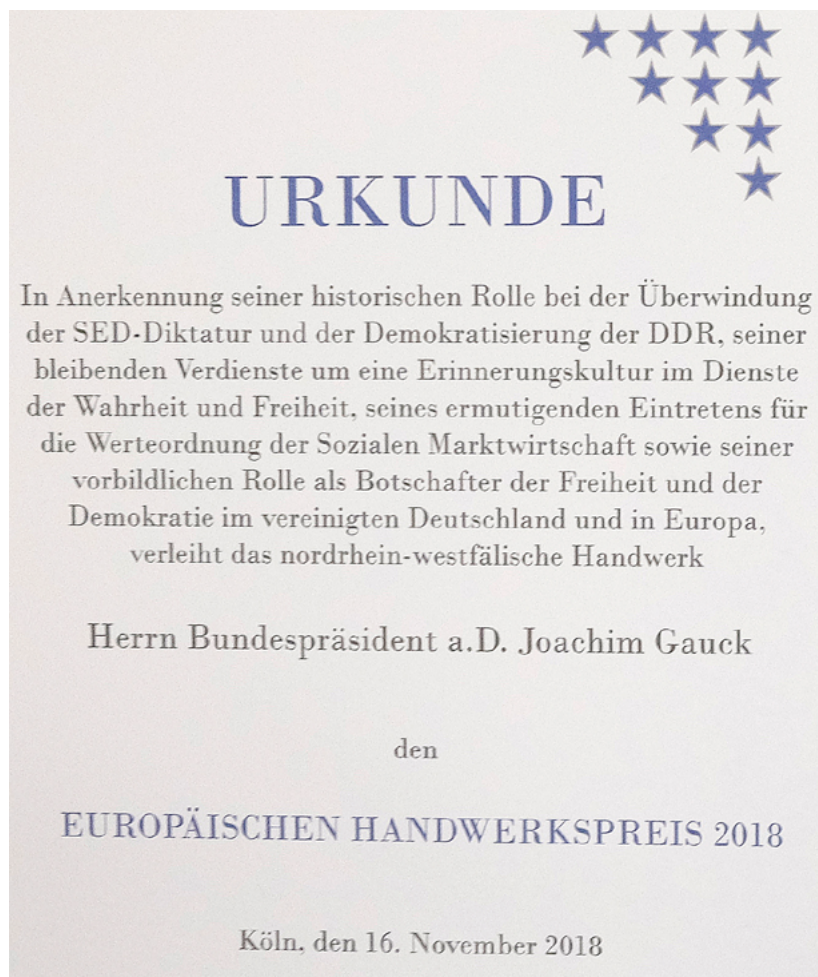 URKUNDE
In Anerkennung seiner historischen Rolle bei der Überwindung
der SED-Diktatur und der Demokratisierung der DDR, seiner
bleibenden Verdienste um eine Erinnerungskultur im Dienste
der Wahrheit und Freiheit, seines ermutigenden Eintretens für
die Werteordnung der Sozialen Marktwirtschaft sowie seiner
vorbildlichen Rolle als Botschafter der Freiheit und der
Demokratie im vereinigten Deutschland und in Europa,
verleiht das nordrhein-westfälische Handwerk
Herrn Bundespräsident a.D. Joachim Gauck
den
EUROPÄISCHEN HANDWERKSPREIS 2018
Köln, den 16. November 2018